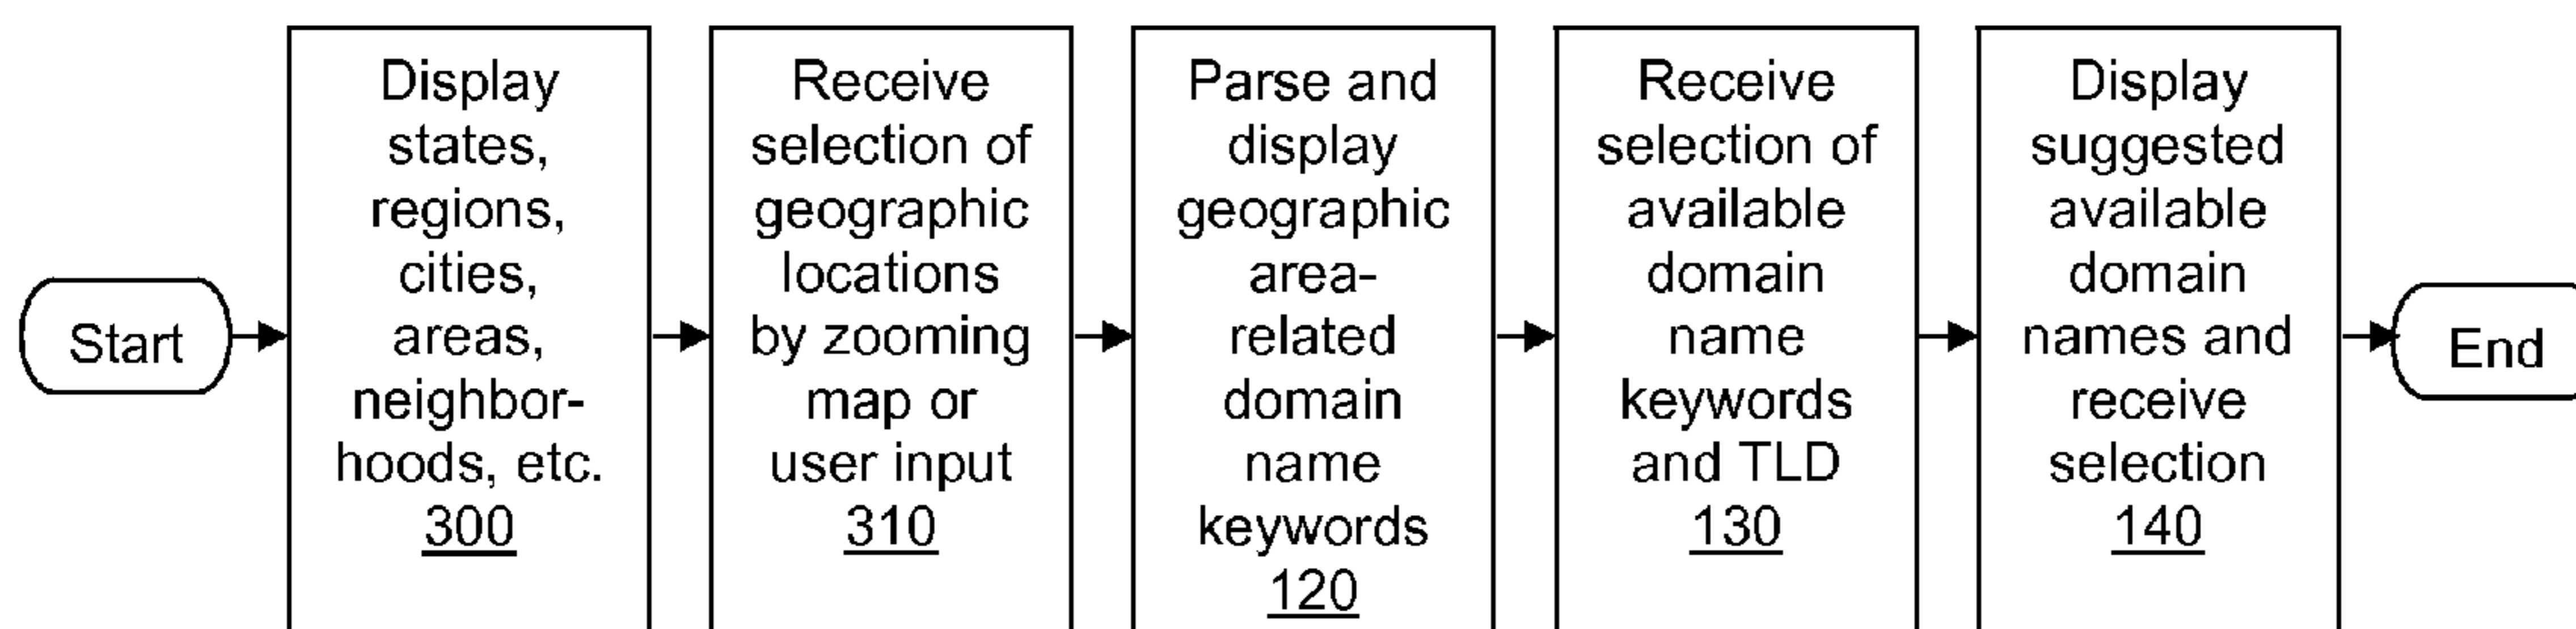 Start
Display
states,
regions,
cities,
areas,
neighbor-
hoods, etc.
300
Receive
selection of
geographic
locations
by zooming
map or
user input
310
Parse and
display
geographic
area-
related
domain
name
keywords
120
Receive
selection of
available
domain
name
keywords
and TLD
130
Display
suggested
available
domain
names and
receive
selection
140
End